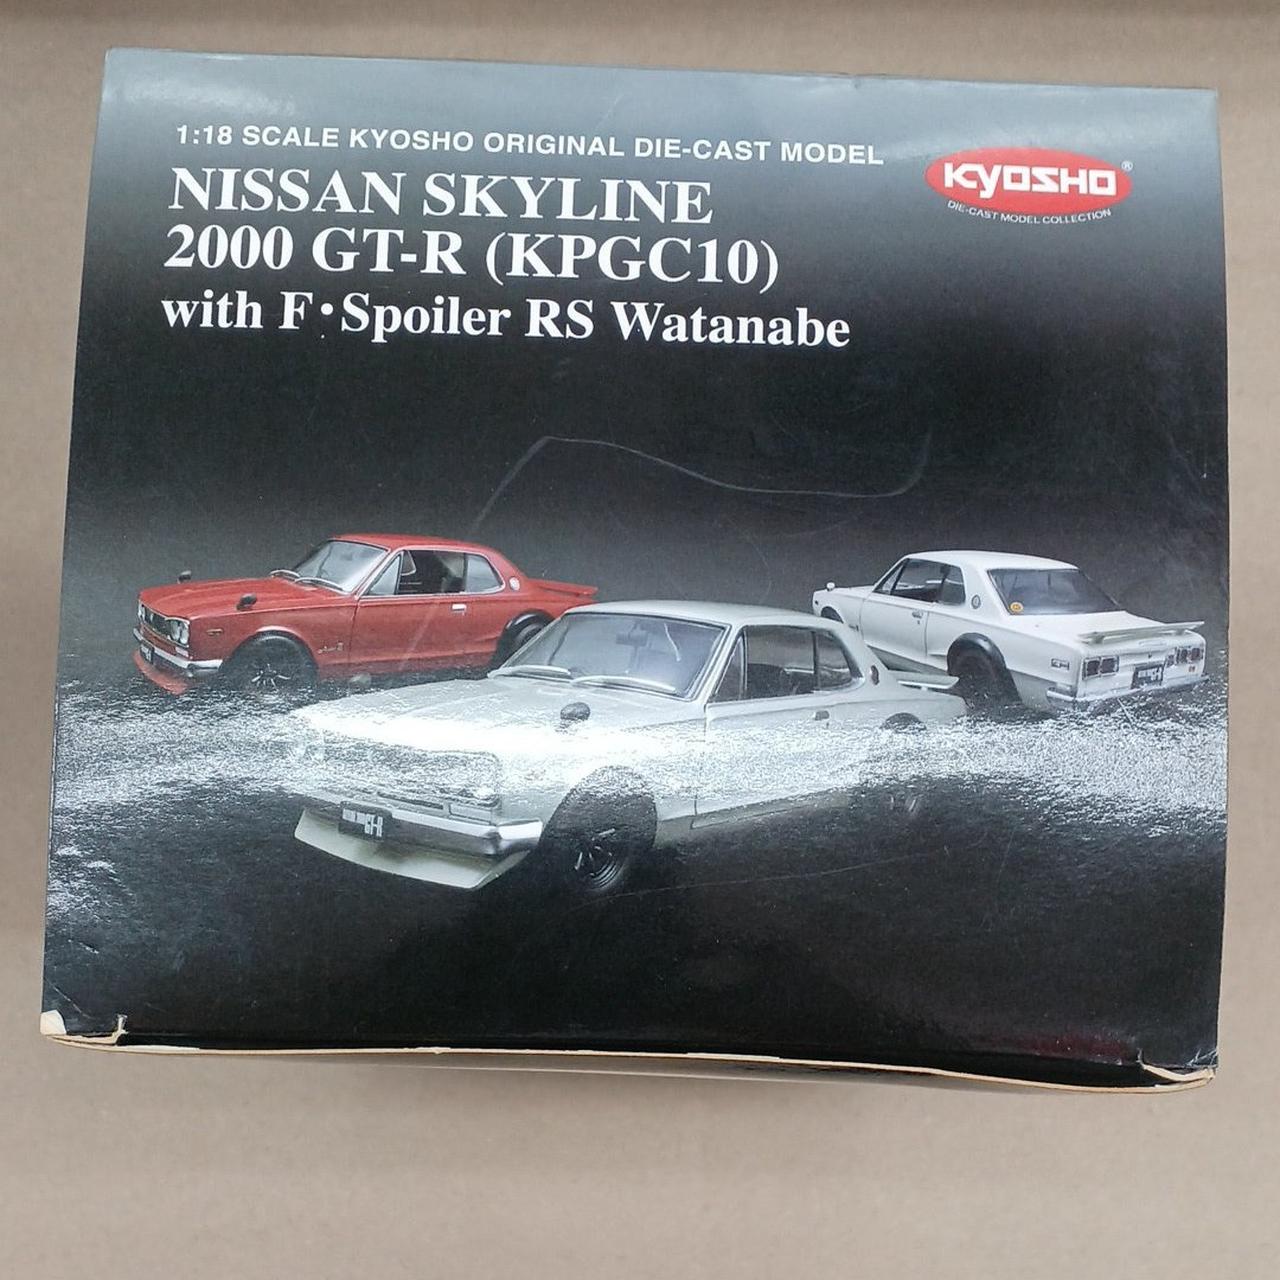 1:18 SCALE KYOSHO ORIGINAL DIE-CAST MODEL
NISSAN SKYLINE
2000 GT-R (KPGC10)
with F・Spoiler RS Watanabe
KYOSHO®
DIE-CAST MODEL COLLECTION
GT-R